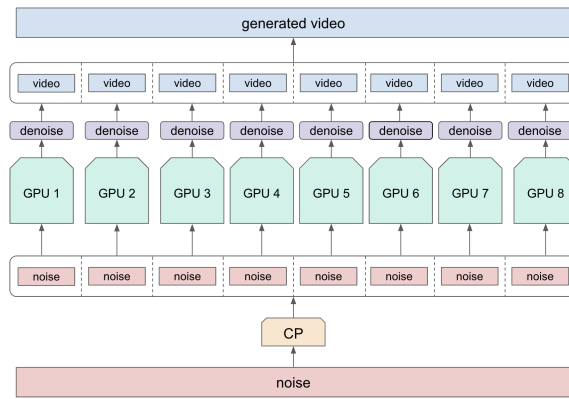 generated video
video video video video video video video video
denoise denoise denoise denoise denoise denoise denoise denoise
GPU 1 GPU 2 GPU 3 GPU 4 GPU 5 GPU 6 GPU 7 GPU 8
noise noise noise noise noise noise noise noise
CP
noise